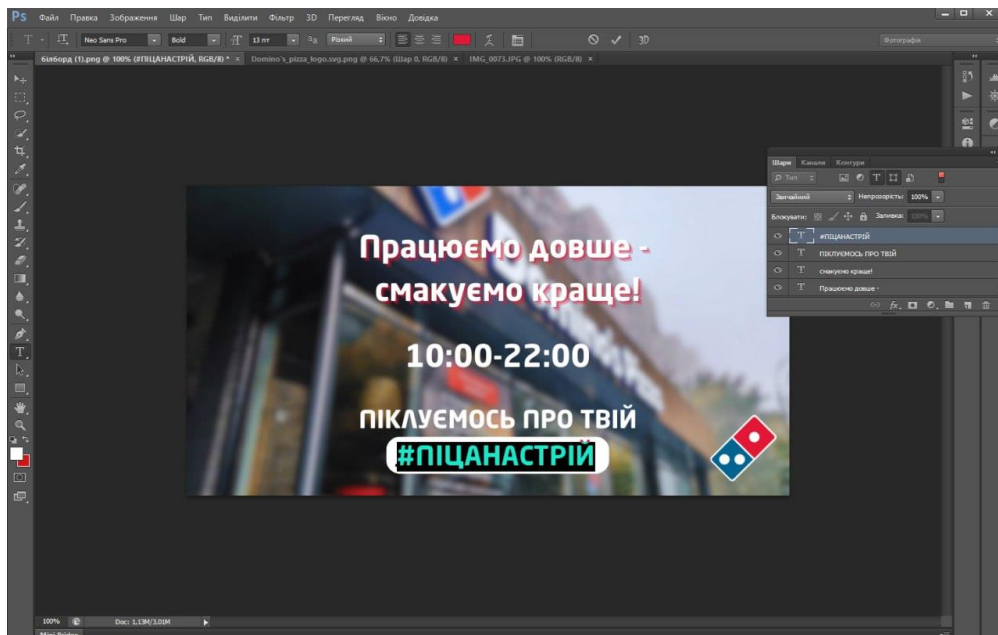 Ps Файл Правка Зображення Шар Тип Виділити Фільтр 3D Перегляд Вікно Довідка
T Neo Sans Pro Bold 13 пт Різкий 3D Фотографія
білборд (1).png @ 100% (#ПІЦАНАСТРІЙ, RGB/8) * × Domino's_pizza_logo.svg.png @ 66,7% (Шар 0, RGB/8) × IMG_0073.JPG @ 100% (RGB/8) ×
Працюємо довше -
смакуємо краще!
10:00-22:00
ПІКЛУЄМОСЬ ПРО ТВІЙ
#ПІЦАНАСТРІЙ
Шари Канали Контури
Тип
Звичайний Непрозорість: 100%
Блокувати: Заливка: 100%
#ПІЦАНАСТРІЙ
ПІКЛУЄМОСЬ ПРО ТВІЙ
смакуємо краще!
Працюємо довше -
100% Doc: 1,13M/3,01M
Mini Bridge